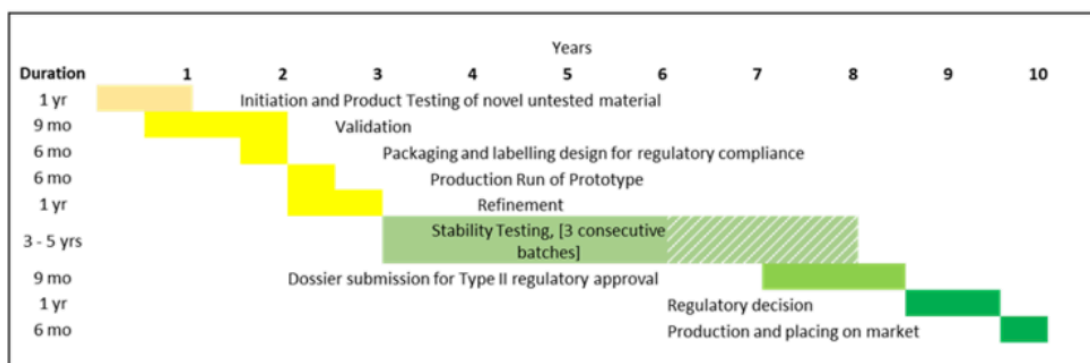 Years
Duration 1 2 3 4 5 6 7 8 9 10
1 yr Initiation and Product Testing of novel untested material
9 mo Validation
6 mo Packaging and labelling design for regulatory compliance
6 mo Production Run of Prototype
1 yr Refinement
3 - 5 yrs Stability Testing, [3 consecutive
batches]
9 mo Dossier submission for Type II regulatory approval
1 yr Regulatory decision
6 mo Production and placing on market